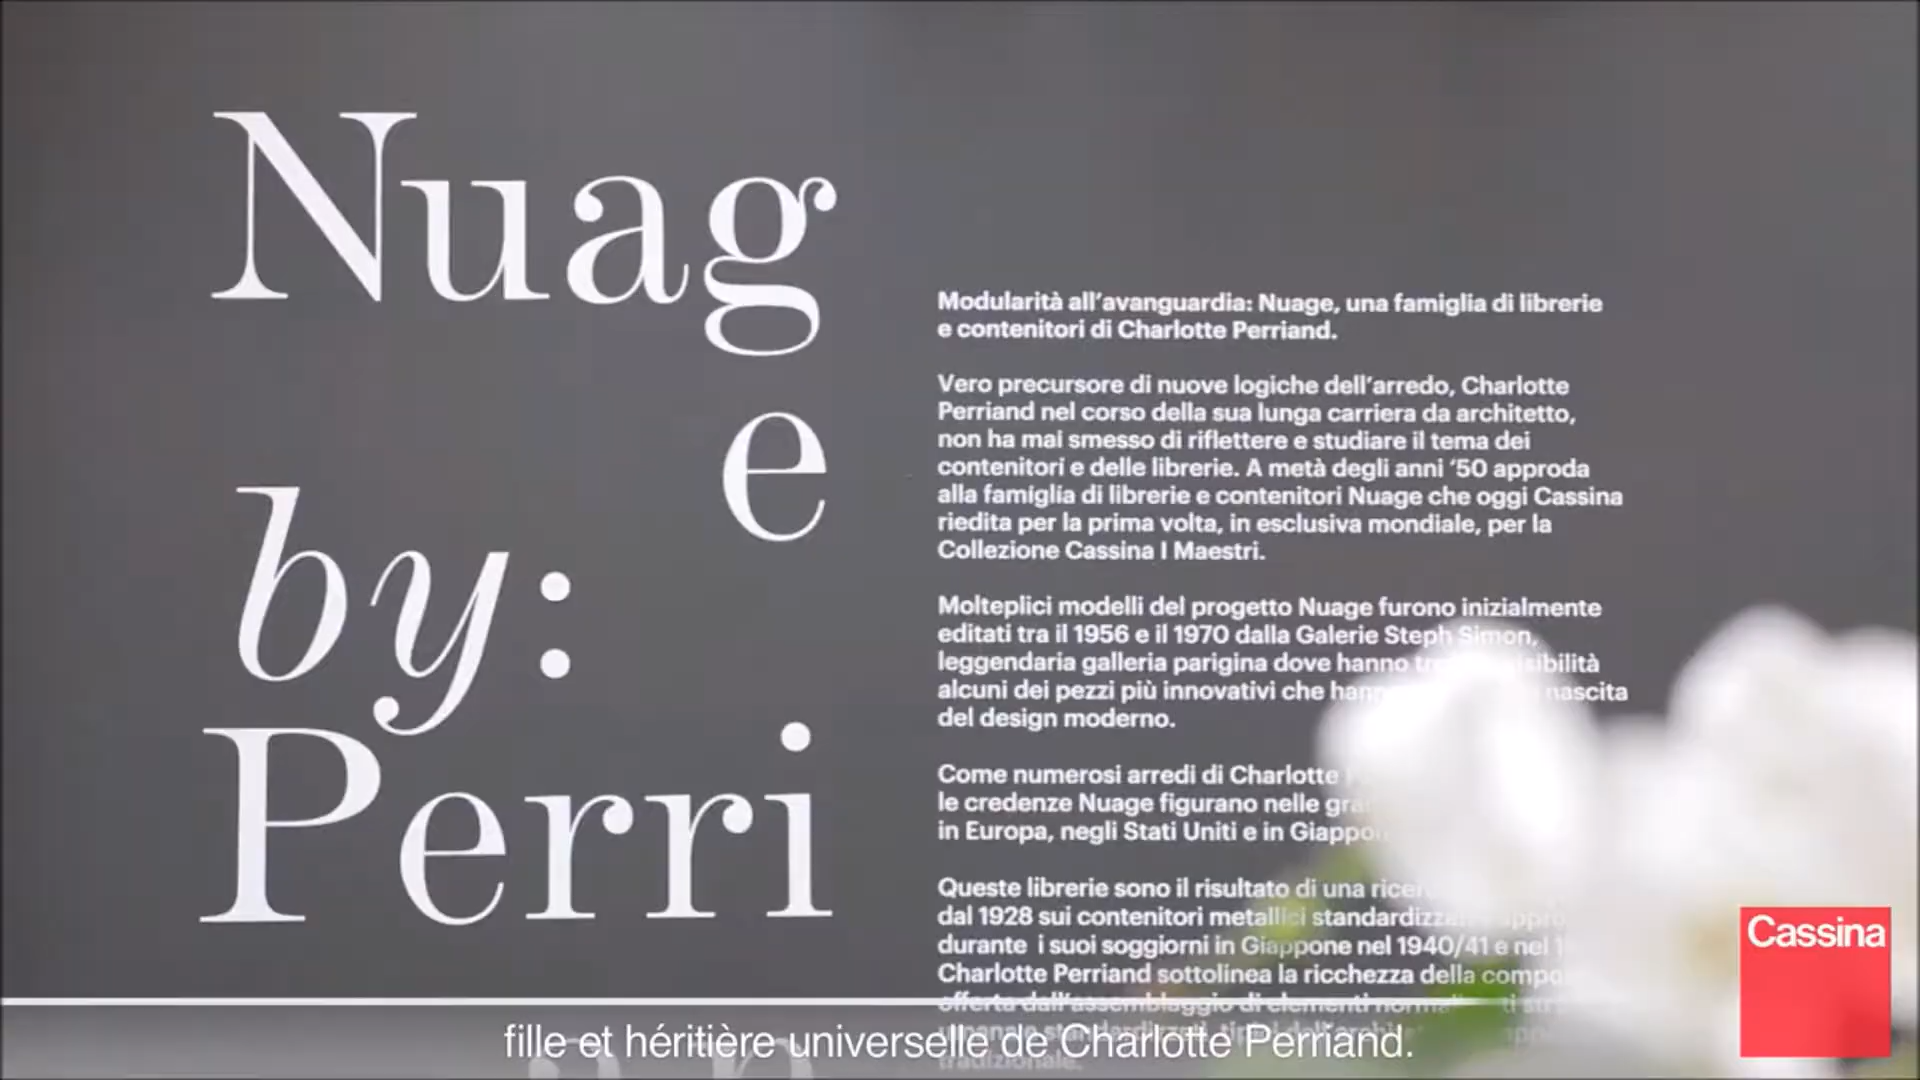 Nuag
e
by:
Perri
Modularità all'avanguardia: Nuage, una famiglia di librerie
e contenitori di Charlotte Perriand.
Vero precursore di nuove logiche dell'arredo, Charlotte
Perriand nel corso della sua lunga carriera da architetto,
non ha mai smesso di riflettere e studiare il tema dei
contenitori e delle librerie. A metà degli anni '50 approda
alla famiglia di librerie e contenitori Nuage che oggi Cassina
riedita per la prima volta, in esclusiva mondiale, per la
Collezione Cassina I Maestri.
Molteplici modelli del progetto Nuage furono inizialmente
editati tra il 1956 e il 1970 dalla Galerie Steph Simon,
leggendaria galleria parigina dove hanno
alcuni dei pezzi più innovativi che nascita
del design moderno.
Come numerosi arredi di Charlotte
le credenze Nuage figurano nelle
in Europa, negli Stati Uniti e in
Queste librerie sono il risultato di una
dal 1928 sui contenitori metallici
durante i suoi soggiorni in Giappone nel 1940/41 e nel
Charlotte Perriand sottolinea la ricchezza della
offerta dall'assemblaggio di elementi
tradizionale.
fille et héritière universelle de Charlotte Perriand.
Cassina